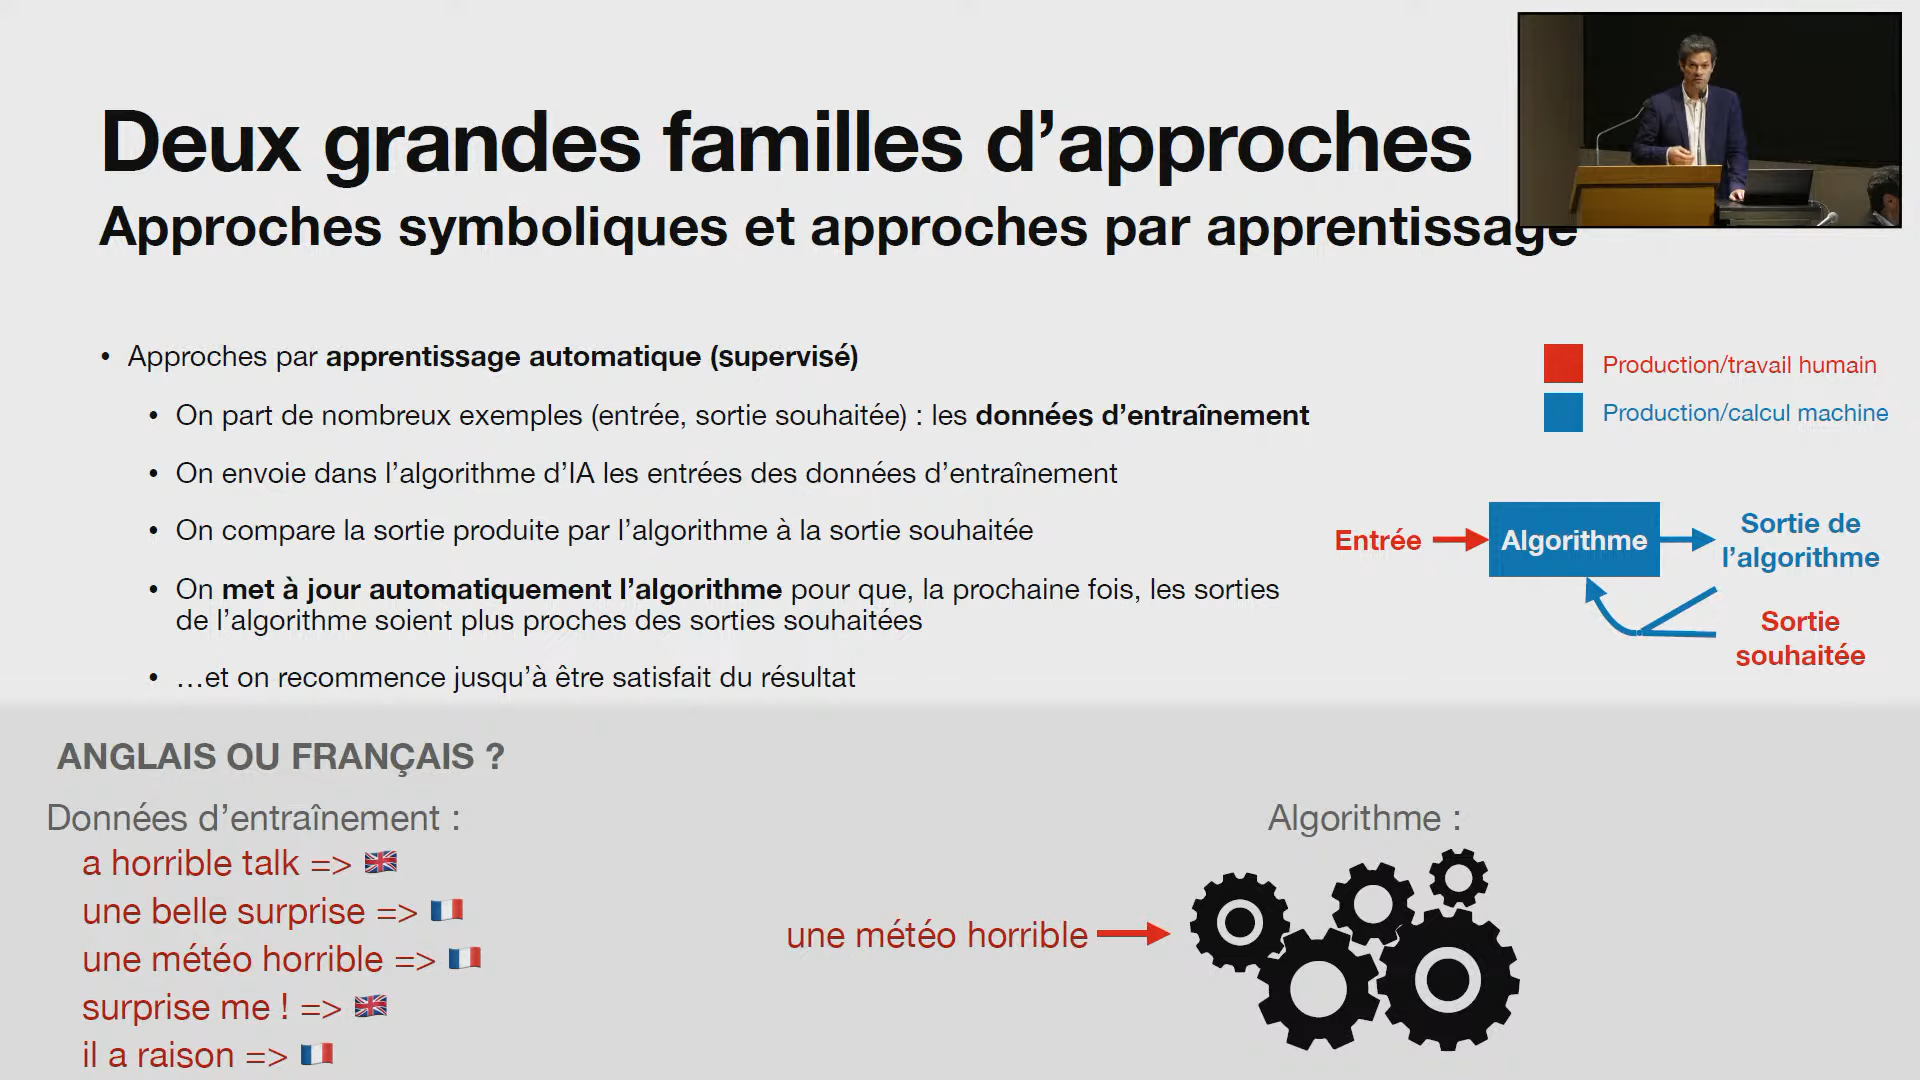 Deux grandes familles d’approches
Approches symboliques et approches par apprentissage
• Approches par apprentissage automatique (supervisé)
• On part de nombreux exemples (entrée, sortie souhaitée) : les données d’entraînement
• On envoie dans l’algorithme d’IA les entrées des données d’entraînement
• On compare la sortie produite par l’algorithme à la sortie souhaitée
• On met à jour automatiquement l’algorithme pour que, la prochaine fois, les sorties
de l’algorithme soient plus proches des sorties souhaitées
• …et on recommence jusqu’à être satisfait du résultat
Production/travail humain
Production/calcul machine
Entrée
Algorithme
Sortie de
l’algorithme
Sortie
souhaitée
ANGLAIS OU FRANÇAIS ?
Données d’entraînement :
a horrible talk => 🇬🇧
une belle surprise => 🇫🇷
une météo horrible => 🇫🇷
surprise me ! => 🇬🇧
il a raison => 🇫🇷
une météo horrible
Algorithme :